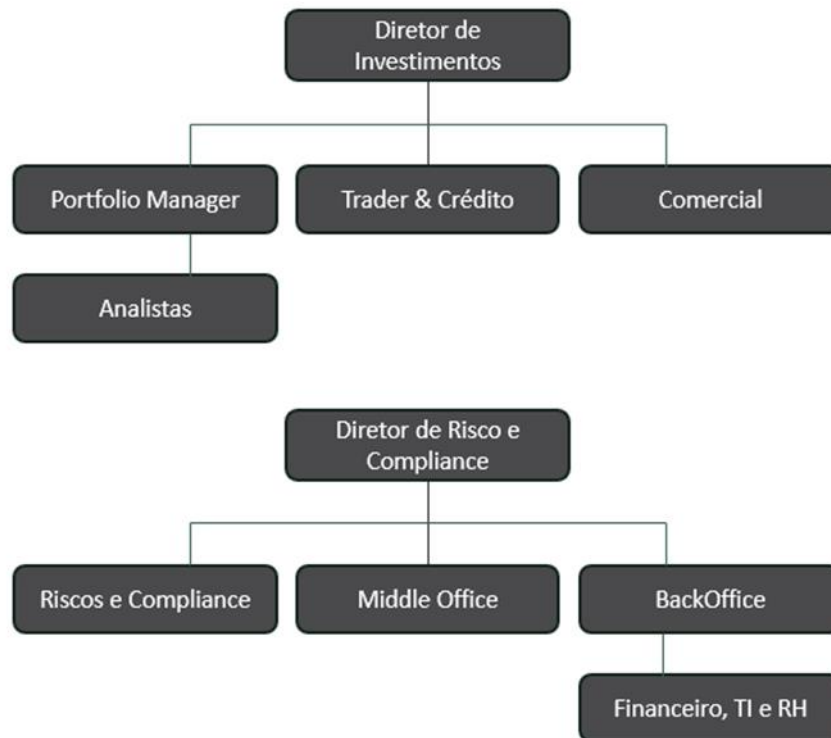 Diretor de
Investimentos
Portfolio Manager
Trader & Crédito
Comercial
Analistas
Diretor de Risco e
Compliance
Riscos e Compliance
Middle Office
BackOffice
Financeiro, TI e RH